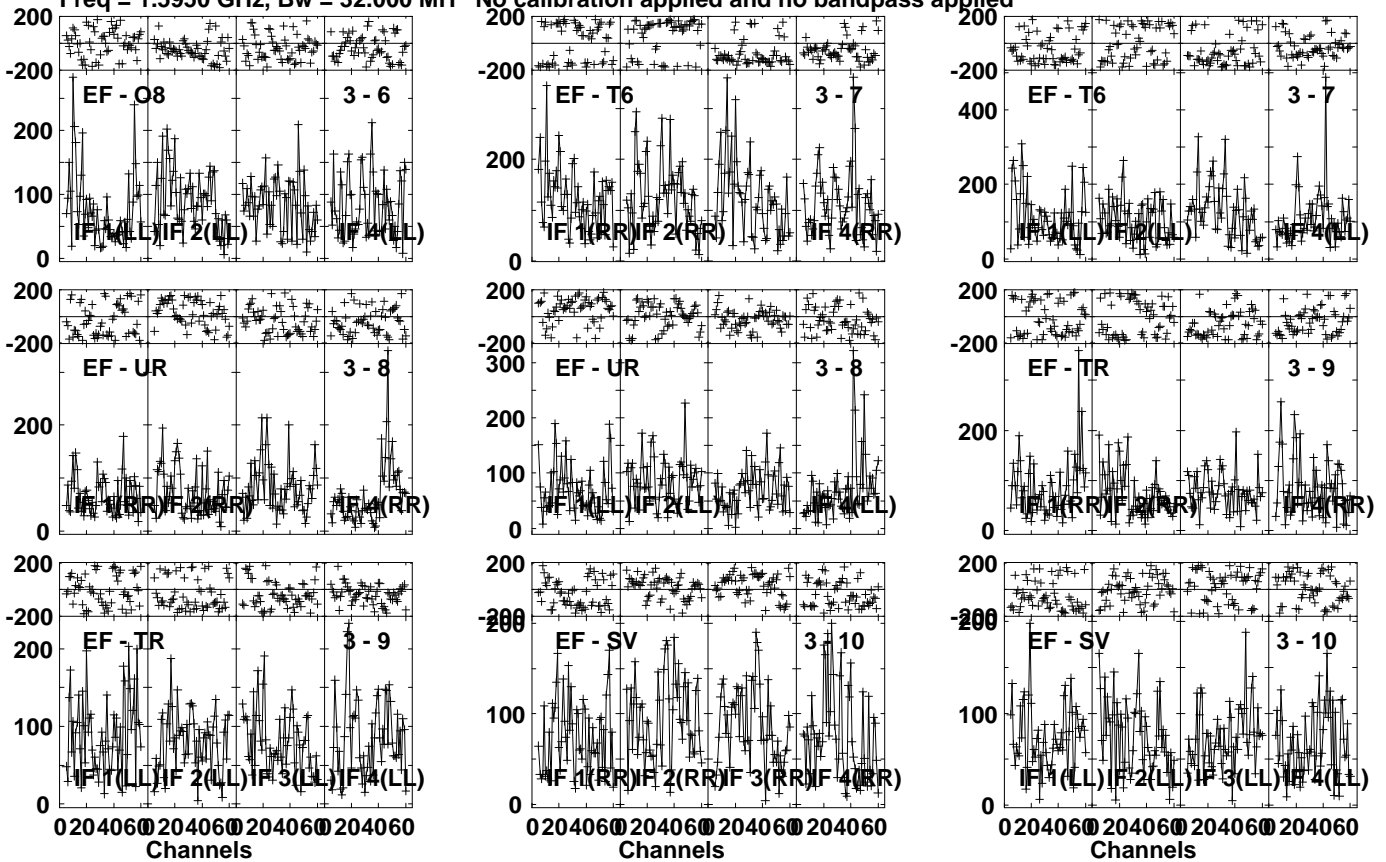 Freq = 1.5950 GHz, Bw = 32.000 MH No calibration applied and no bandpass applied
200 200 200
-200 -200 -200
EF - O8 3 - 6 EF - T6 3 - 7 EF - T6 3 - 7
400
200 200 200
100
0 0 0
IF 1(LL) IF 2(LL) IF 4(LL) IF 1(RR) IF 2(RR) IF 4(RR) IF 1(LL) IF 2(LL) IF 4(LL)
200 200 200
-200 -200 -200
EF - UR 3 - 8 EF - UR 3 - 8 EF - TR 3 - 9
300
200 200 200
100
0 0 0
IF 1(RR) IF 2(RR) IF 4(RR) IF 1(LL) IF 2(LL) IF 4(LL) IF 1(RR) IF 2(RR) IF 4(RR)
200 200 200
-200 -200 -200
EF - TR 3 - 9 EF - SV 3 - 10 EF - SV 3 - 10
200 200 200
100 100 100
0 0 0
IF 1(LL) IF 2(LL) IF 3(LL) IF 4(LL) IF 1(RR) IF 2(RR) IF 3(RR) IF 4(RR) IF 1(LL) IF 2(LL) IF 3(LL) IF 4(LL)
0 20 40 60 0 20 40 60 0 20 40 60 0 20 40 60 0 20 40 60 0 20 40 60 0 20 40 60 0 20 40 60 0 20 40 60 0 20 40 60 0 20 40 60 0 20 40 60
Channels Channels Channels